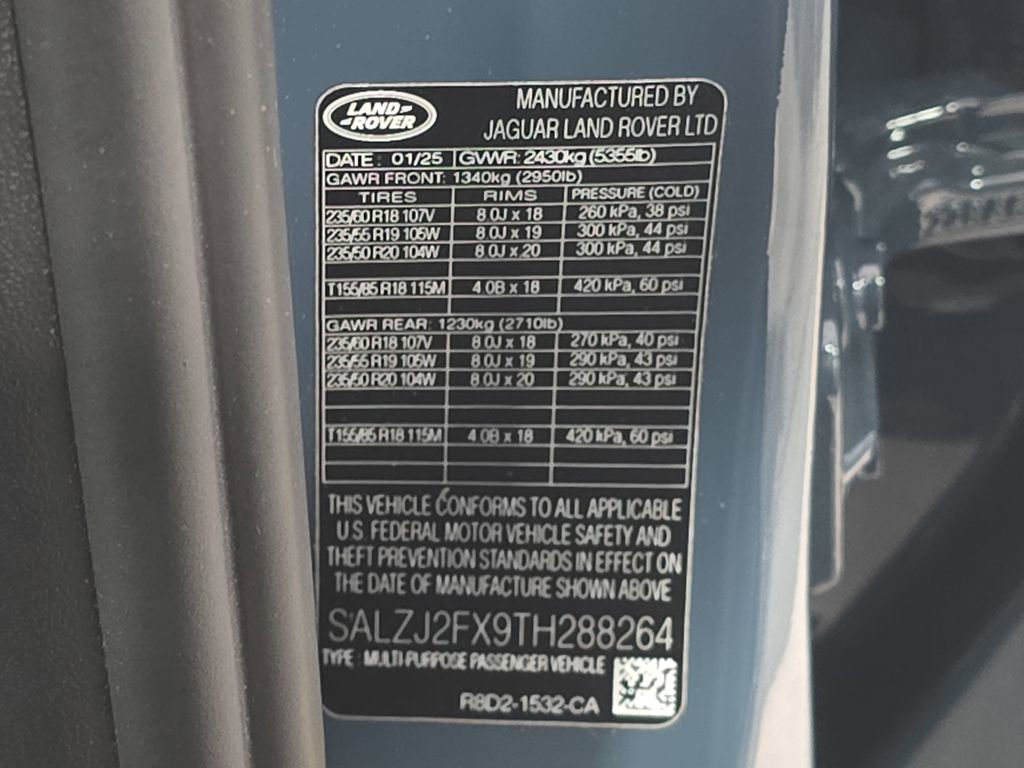 LAND ROVER
MANUFACTURED BY
JAGUAR LAND ROVER LTD
DATE : 01/25 GVWR: 2430kg (5355lb)
GAWR FRONT: 1340kg (2950lb)
TIRES RIMS PRESSURE (COLD)
235/60 R18 107V 8.0J x 18 260 kPa, 38 psi
235/55 R19 105W 8.0J x 19 300 kPa, 44 psi
235/50 R20 104W 8.0J x 20 300 kPa, 44 psi
T155/85 R18 115M 4.0B x 18 420 kPa, 60 psi
GAWR REAR: 1230kg (2710lb)
235/60 R18 107V 8.0J x 18 270 kPa, 40 psi
235/55 R19 105W 8.0J x 19 290 kPa, 43 psi
235/50 R20 104W 8.0J x 20 290 kPa, 43 psi
T155/85 R18 115M 4.0B x 18 420 kPa, 60 psi
THIS VEHICLE CONFORMS TO ALL APPLICABLE
U.S. FEDERAL MOTOR VEHICLE SAFETY AND
THEFT PREVENTION STANDARDS IN EFFECT ON
THE DATE OF MANUFACTURE SHOWN ABOVE
SALZJ2FX9TH288264
TYPE : MULTI-PURPOSE PASSENGER VEHICLE
R8D2-1532-CA